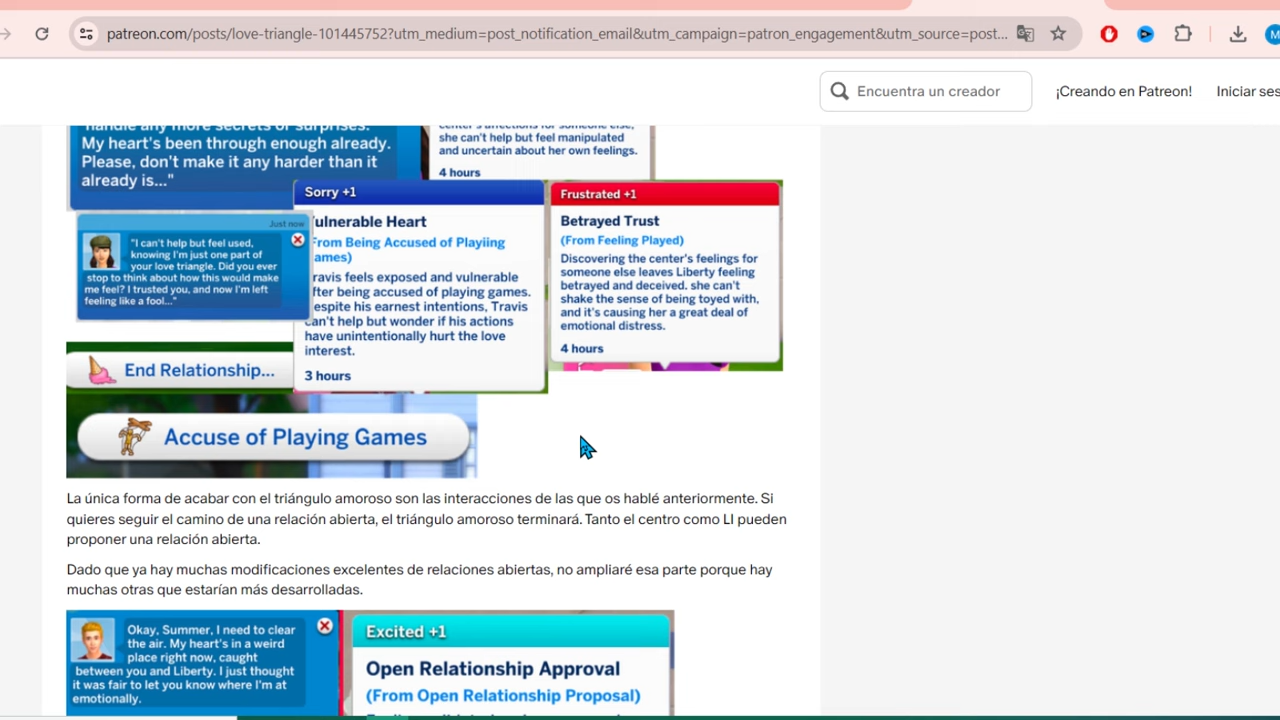 patreon.com/posts/love-triangle-101445752?utm_medium=post_notification_email&utm_campaign=patron_engagement&utm_source=post...
M
Encuentra un creador
¡Creando en Patreon!
Iniciar ses
handle any more secrets or surprises.
My heart's been through enough already.
Please, don't make it any harder than it
already is..."
center's affections for someone else,
she can't help but feel manipulated
and uncertain about her own feelings.
4 hours
Just now
"I can't help but feel used,
knowing I'm just one part of
your love triangle. Did you ever
stop to think about how this would make
me feel? I trusted you, and now I'm left
feeling like a fool..."
Sorry +1
ulnerable Heart
From Being Accused of Playiing
ames)
ravis feels exposed and vulnerable
fter being accused of playing games.
espite his earnest intentions, Travis
can't help but wonder if his actions
have unintentionally hurt the love
interest.
3 hours
Frustrated +1
Betrayed Trust
(From Feeling Played)
Discovering the center's feelings for
someone else leaves Liberty feeling
betrayed and deceived. she can't
shake the sense of being toyed with,
and it's causing her a great deal of
emotional distress.
4 hours
End Relationship...
Accuse of Playing Games
La única forma de acabar con el triángulo amoroso son las interacciones de las que os hablé anteriormente. Si
quieres seguir el camino de una relación abierta, el triángulo amoroso terminará. Tanto el centro como LI pueden
proponer una relación abierta.
Dado que ya hay muchas modificaciones excelentes de relaciones abiertas, no ampliaré esa parte porque hay
muchas otras que estarían más desarrolladas.
Okay, Summer, I need to clear
the air. My heart's in a weird
place right now, caught
between you and Liberty. I just thought
it was fair to let you know where I'm at
emotionally.
Excited +1
Open Relationship Approval
(From Open Relationship Proposal)